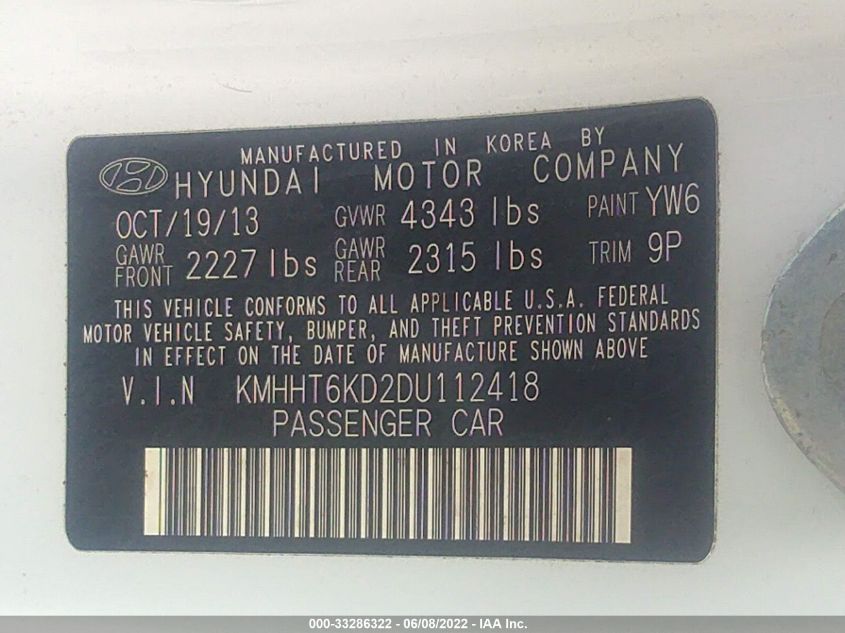 MANUFACTURED IN KOREA BY
HYUNDAI MOTOR COMPANY
OCT/19/13 GVWR 4343 lbs PAINT YW6
GAWR FRONT 2227 lbs GAWR REAR 2315 lbs TRIM 9P
THIS VEHICLE CONFORMS TO ALL APPLICABLE U.S.A. FEDERAL
MOTOR VEHICLE SAFETY, BUMPER, AND THEFT PREVENTION STANDARDS
IN EFFECT ON THE DATE OF MANUFACTURE SHOWN ABOVE
V.I.N KMHHT6KD2DU112418
PASSENGER CAR
000-33286322 - 06/08/2022 - IAA Inc.